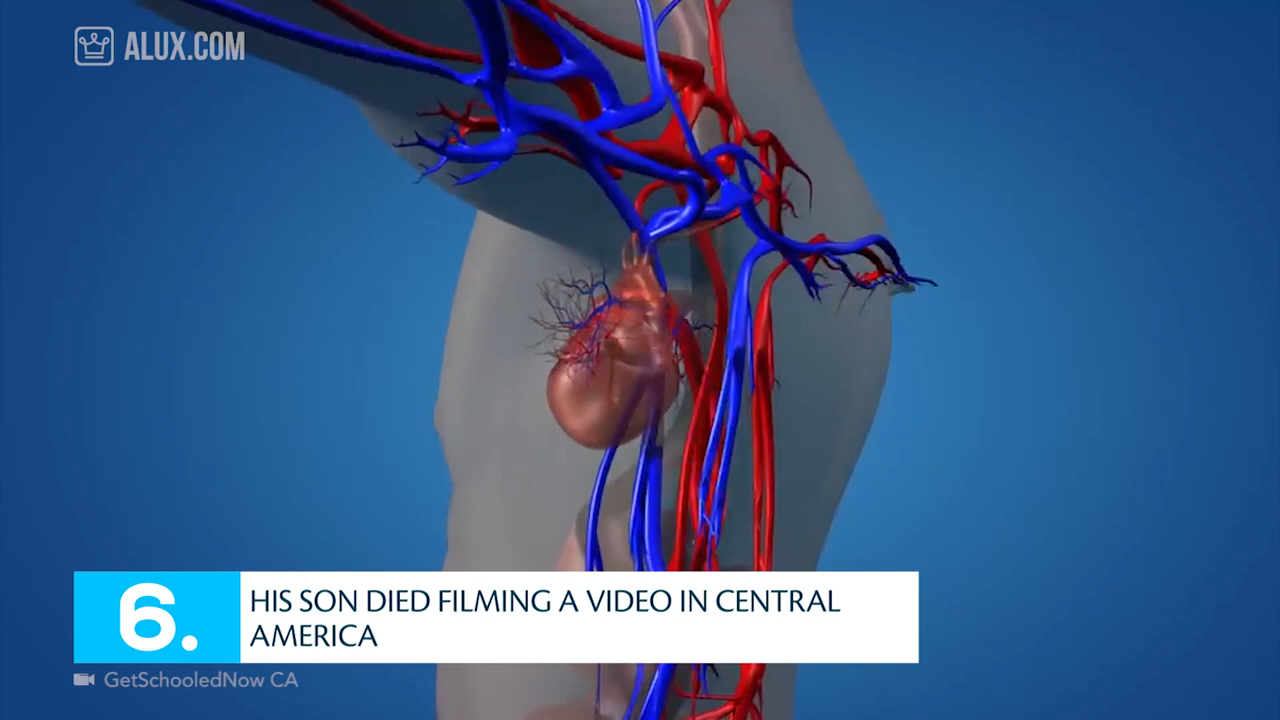 ALUX.COM
6.
HIS SON DIED FILMING A VIDEO IN CENTRAL
AMERICA
GetSchooledNow CA